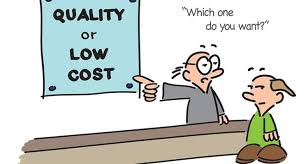 QUALITY
or
LOW
COST
"Which one
do you want?"